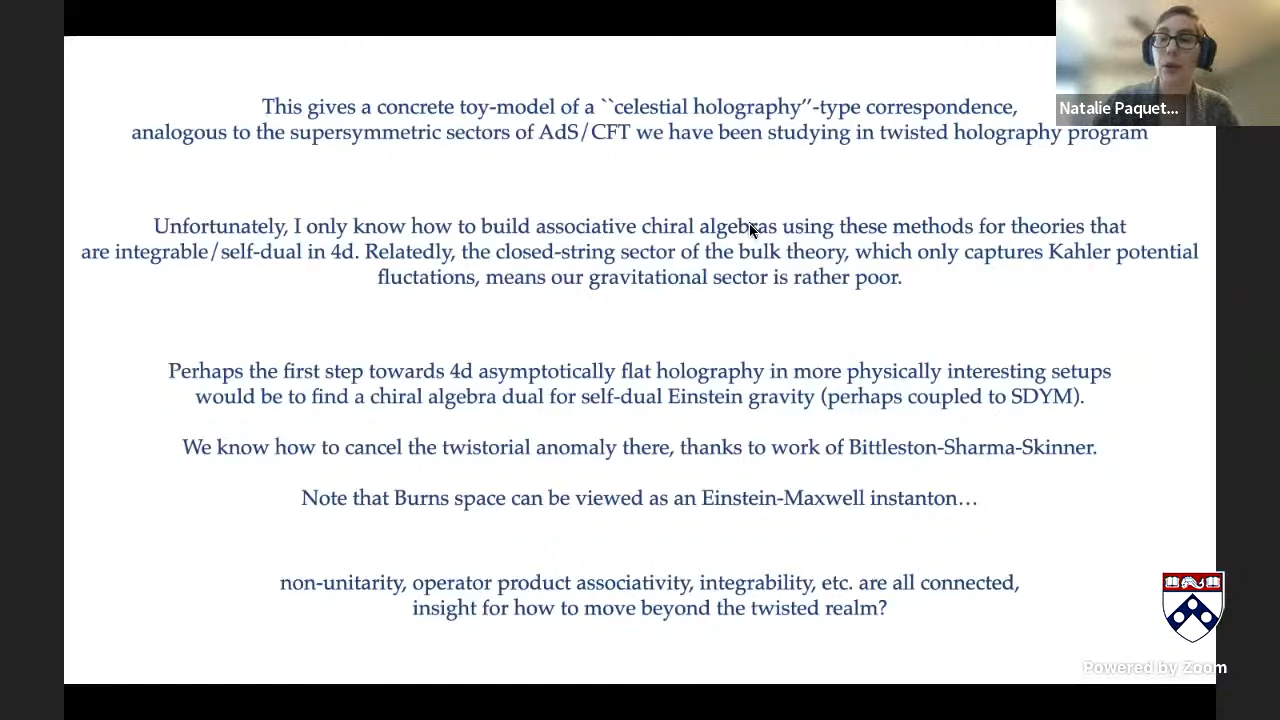 This gives a concrete toy-model of a ``celestial holography''-type correspondence,
analogous to the supersymmetric sectors of AdS/CFT we have been studying in twisted holography program
Natalie Paquet...
Unfortunately, I only know how to build associative chiral algebras using these methods for theories that
are integrable/self-dual in 4d. Relatedly, the closed-string sector of the bulk theory, which only captures Kahler potential
fluctations, means our gravitational sector is rather poor.
Perhaps the first step towards 4d asymptotically flat holography in more physically interesting setups
would be to find a chiral algebra dual for self-dual Einstein gravity (perhaps coupled to SDYM).
We know how to cancel the twistorial anomaly there, thanks to work of Bittleston-Sharma-Skinner.
Note that Burns space can be viewed as an Einstein-Maxwell instanton…
non-unitarity, operator product associativity, integrability, etc. are all connected,
insight for how to move beyond the twisted realm?
Powered by Zoom